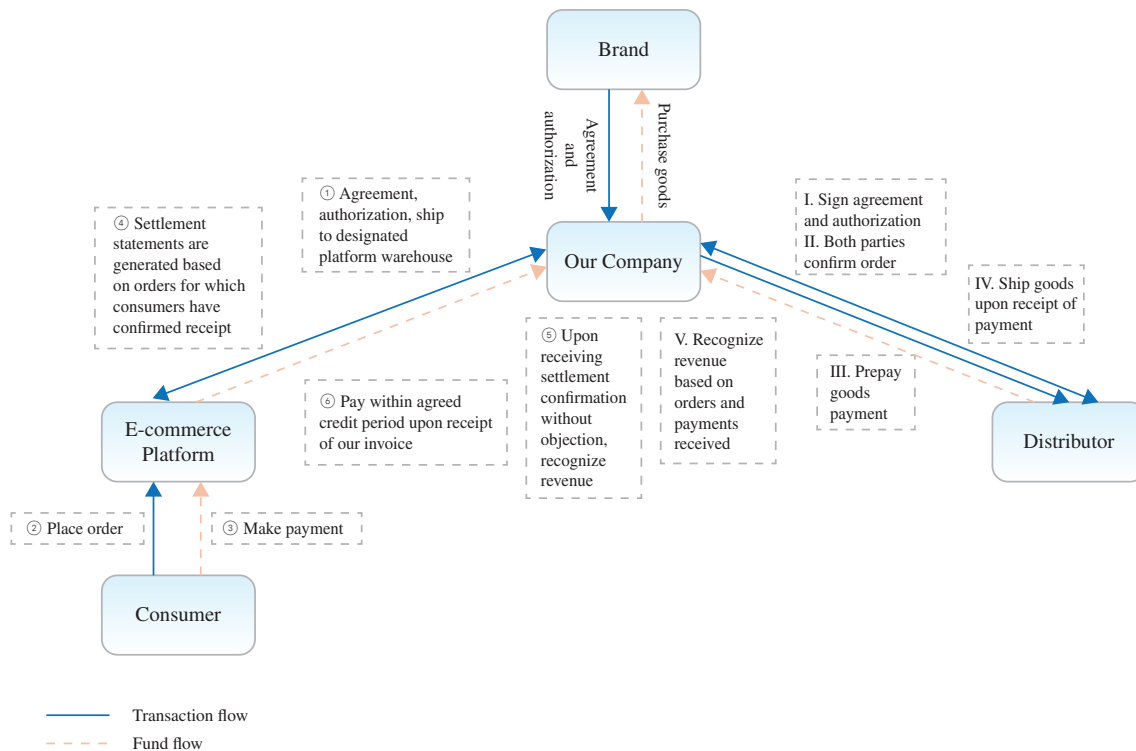 Brand
Agreement
and
authorization
Purchase goods
① Agreement,
authorization, ship
to designated
platform warehouse
④ Settlement
statements are
generated based
on orders for which
consumers have
confirmed receipt
Our Company
I. Sign agreement
and authorization
II. Both parties
confirm order
IV. Ship goods
upon receipt of
payment
⑤ Upon
receiving
settlement
confirmation
without
objection,
recognize
revenue
V. Recognize
revenue
based on
orders and
payments
received
III. Prepay
goods
payment
⑥ Pay within agreed
credit period upon receipt
of our invoice
E-commerce
Platform
Distributor
② Place order
③ Make payment
Consumer
Transaction flow
Fund flow